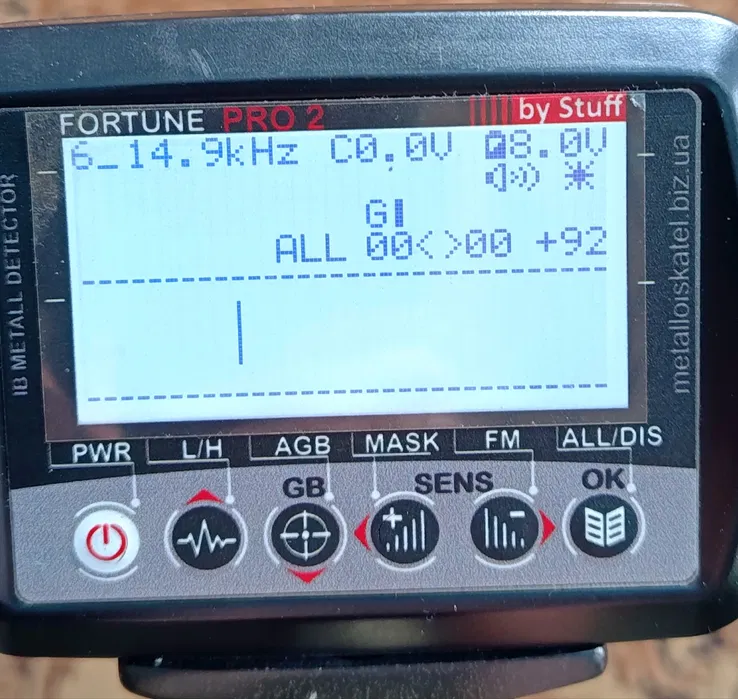 FORTUNE PRO 2 by Stuff
6_14.9kHz C0.0V 8.0V
G
ALL 00<>00 +92
IB METALL DETECTOR
metalloiskatel.biz.ua
PWR L/H AGB MASK FM ALL/DIS
GB SENS OK